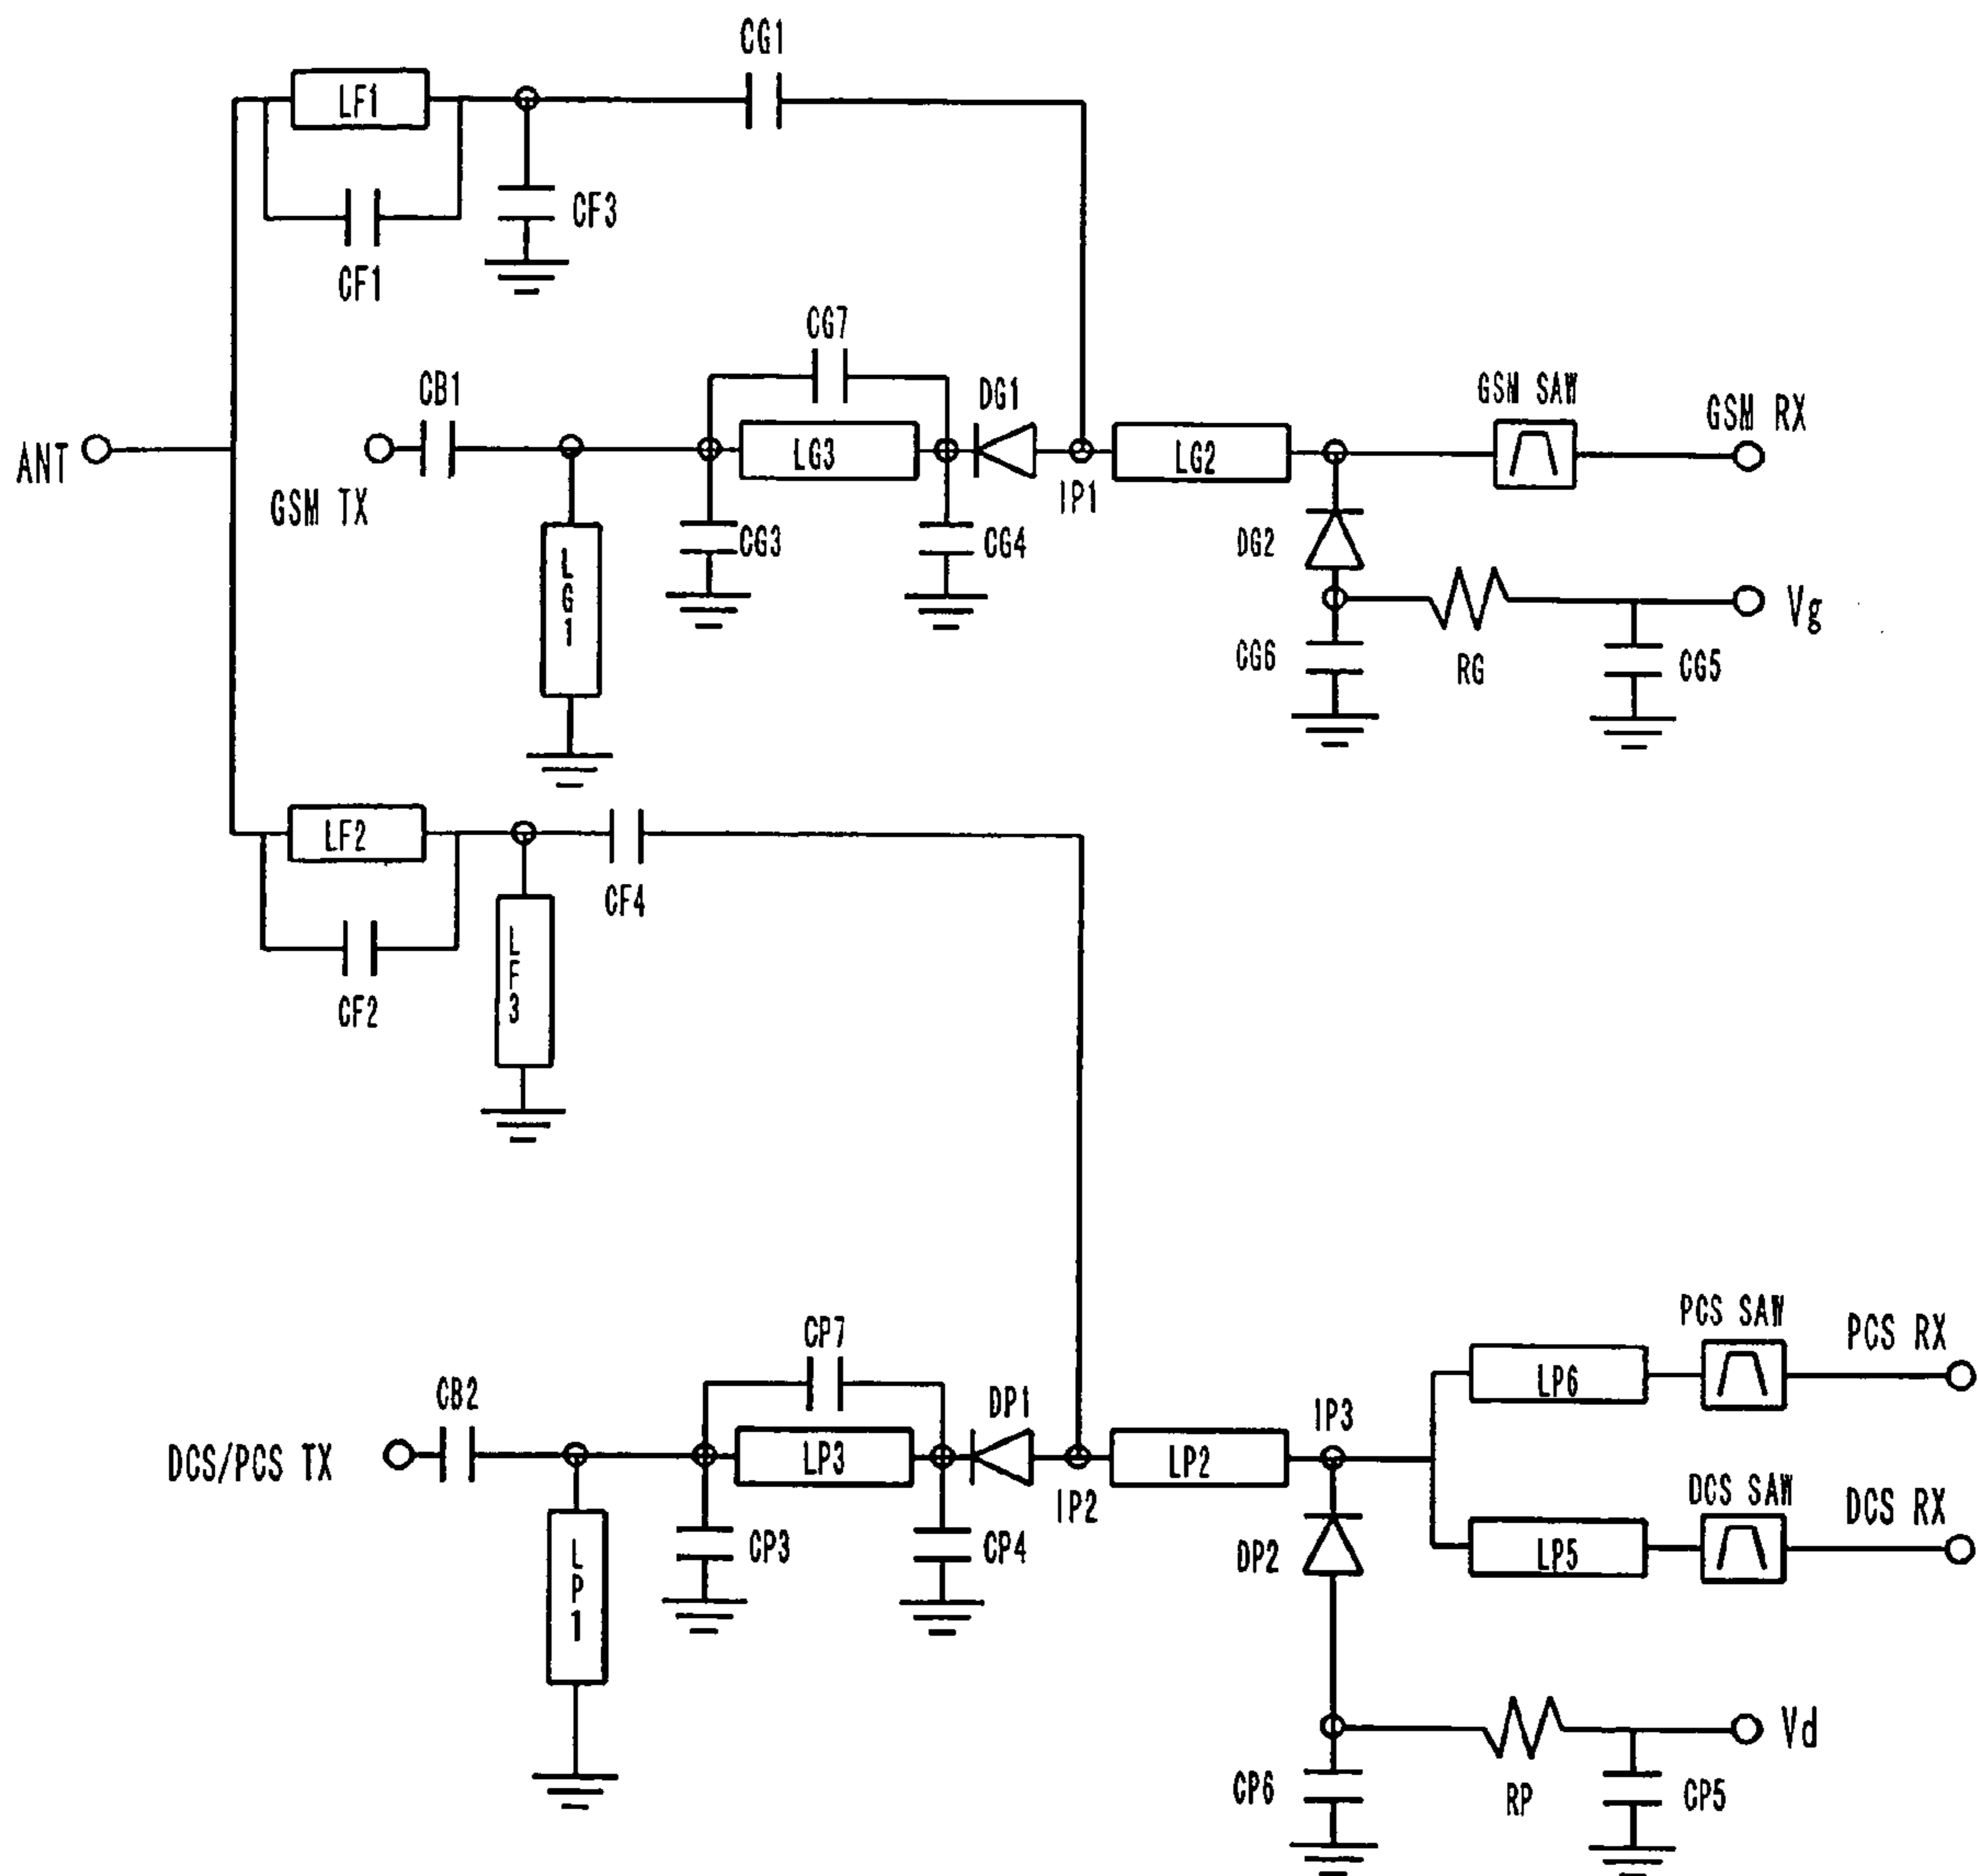 CG1
LF1
CF3
CF1
CG7
CB1
DG1
GSM SAW
GSM RX
ANT
LG3
LG2
GSM TX
IP1
CG3
CG4
DG2
LG1
Vg
CG6
RG
CG5
LF2
CF4
LF3
CF2
PCS SAW
PCS RX
CP7
LP6
CB2
DP1
IP3
DCS/PCS TX
LP3
LP2
DCS SAW
DCS RX
IP2
CP3
CP4
DP2
LP5
LP1
Vd
CP6
RP
CP5